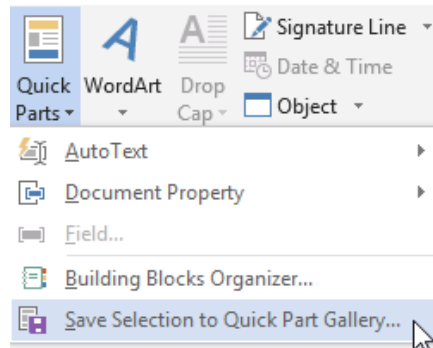 Signature Line
Date & Time
Quick Parts
WordArt
Drop Cap
Object
AutoText
Document Property
Field...
Building Blocks Organizer...
Save Selection to Quick Part Gallery...